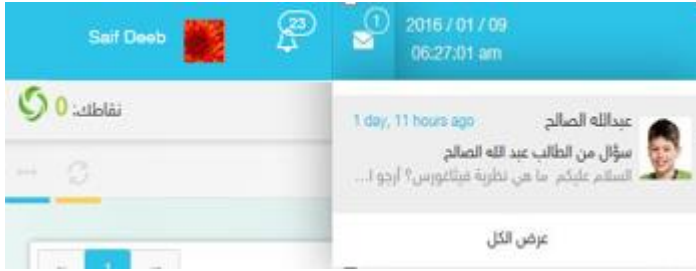 Saif Deeb
23
1
2016 / 01 / 09
06:27:01 am
نقاطك: 0
عبدالله الصالح
1 day, 11 hours ago
سؤال من الطالب عبد الله الصالح
السلام عليكم ما هي نظرية فيثاغورس؟ أرجو ا...
عرض الكل
1